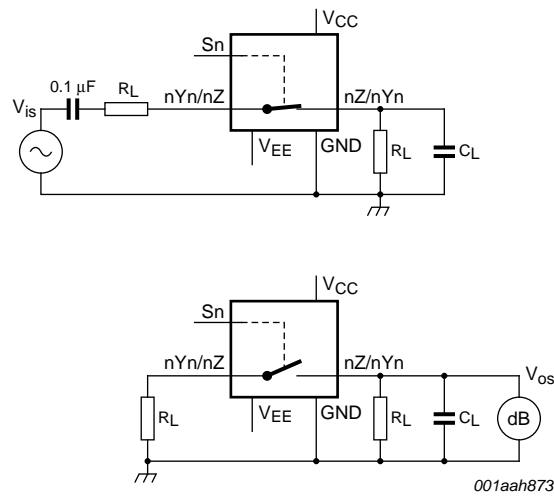 VCC
Sn
0.1 μF
RL
nYn/nZ
nZ/nYn
Vis
VEE
GND
RL
CL
VCC
Sn
nYn/nZ
nZ/nYn
Vos
RL
VEE
GND
RL
CL
dB
001aah873